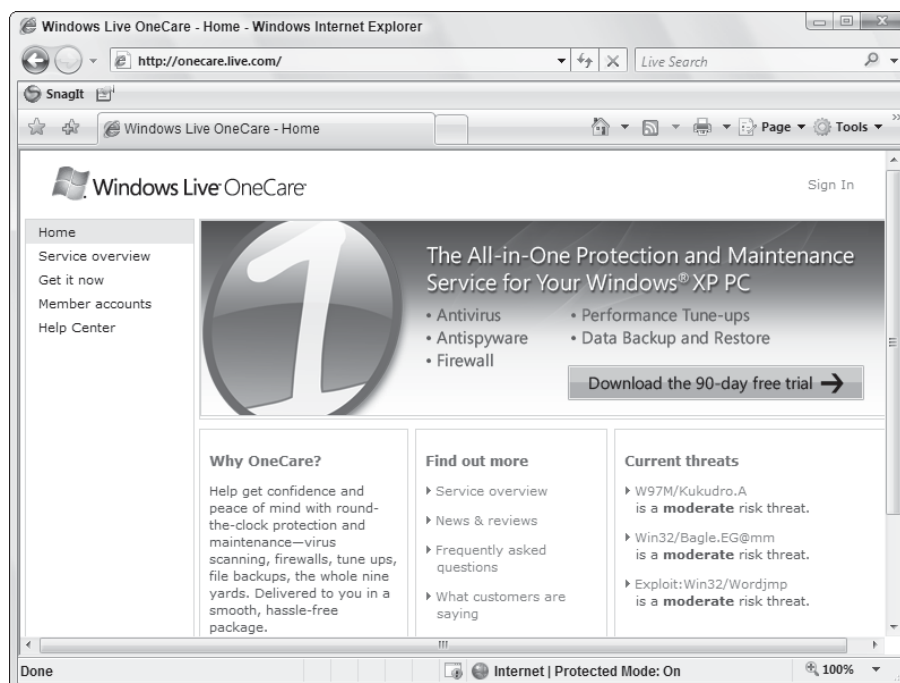 Windows Live OneCare - Home - Windows Internet Explorer
http://onecare.live.com/
Live Search
SnagIt
Windows Live OneCare - Home
Page
Tools
Windows Live OneCare
Sign In
Home
Service overview
Get it now
Member accounts
Help Center
The All-in-One Protection and Maintenance
Service for Your Windows® XP PC
• Antivirus
• Antispyware
• Firewall
• Performance Tune-ups
• Data Backup and Restore
Download the 90-day free trial
Why OneCare?
Help get confidence and
peace of mind with round-
the-clock protection and
maintenance—virus
scanning, firewalls, tune ups,
file backups, the whole nine
yards. Delivered to you in a
smooth, hassle-free
package.
Find out more
Service overview
News & reviews
Frequently asked
questions
What customers are
saying
Current threats
W97M/Kukudro.A
is a moderate risk threat.
Win32/Bagle.EG@mm
is a moderate risk threat.
Exploit:Win32/Wordjmp
is a moderate risk threat.
Done
Internet | Protected Mode: On
100%